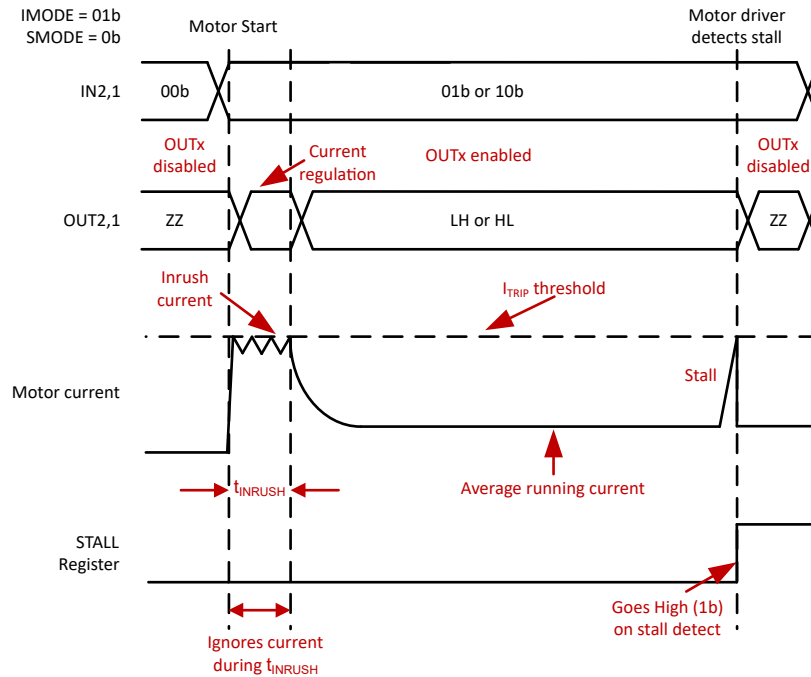 IMODE = 01b
SMODE = 0b
Motor Start
Motor driver
detects stall
IN2,1
00b
01b or 10b
OUTx
disabled
Current
regulation
OUTx enabled
OUTx
disabled
OUT2,1
ZZ
LH or HL
ZZ
Inrush
current
ITRIP threshold
Motor current
Stall
tINRUSH
Average running current
STALL
Register
Goes High (1b)
on stall detect
Ignores current
during tINRUSH